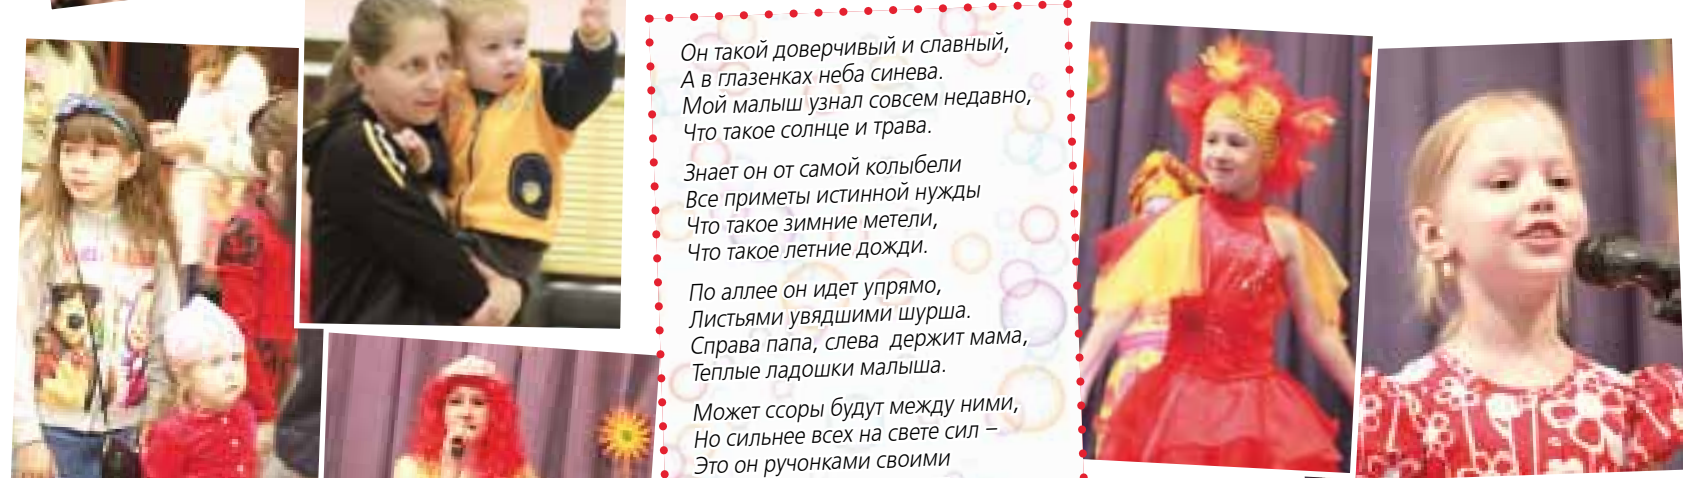 Он такой доверчивый и славный,
А в глазенках неба синева.
Мой малыш узнал совсем недавно,
Что такое солнце и трава.
Знает он от самой колыбели
Все приметы истинной нужды
Что такое зимние метели,
Что такое летние дожди.
По аллее он идет упрямо,
Листьями увядшими шурша.
Справа папа, слева держит мама,
Теплые ладошки малыша.
Может ссоры будут между ними,
Но сильнее всех на свете сил –
Это он ручонками своими